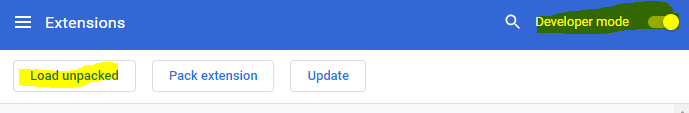 Extensions Developer mode
Load unpacked Pack extension Update